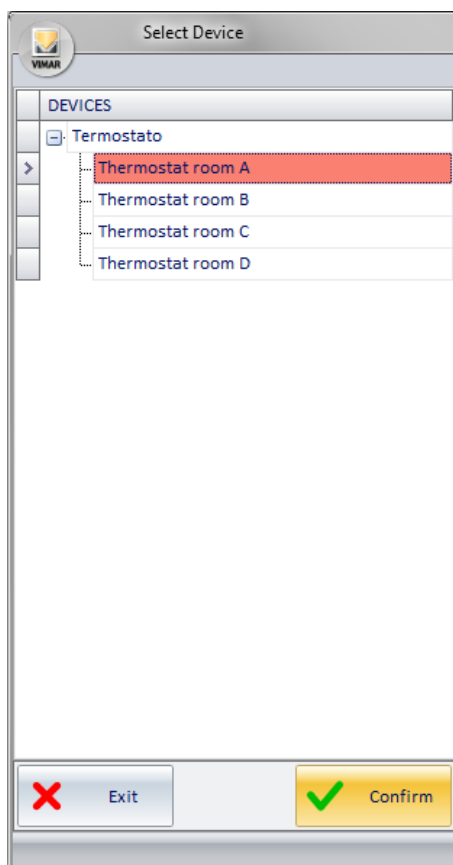 Select Device
VIMAR
DEVICES
Termostato
Thermostat room A
Thermostat room B
Thermostat room C
Thermostat room D
Exit
Confirm